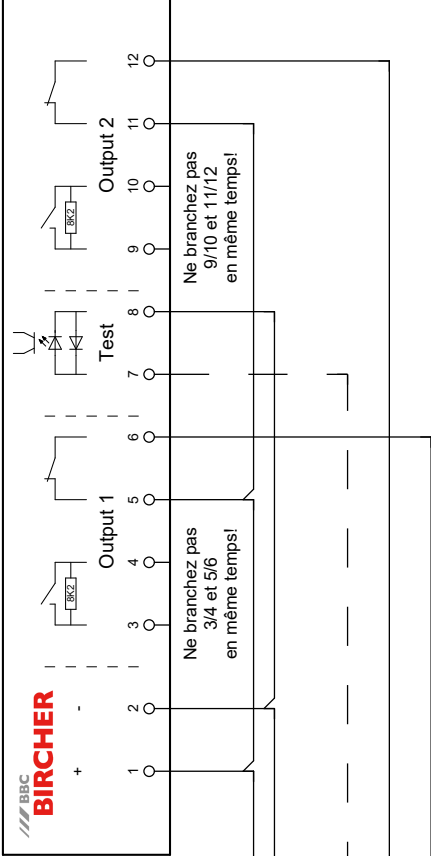 BBC
BIRCHER
+
-
1
2
3
4
5
6
7
8
9
10
11
12
8K2
Output 1
Test
8K2
Output 2
Ne branchez pas
3/4 et 5/6
en même temps!
Ne branchez pas
9/10 et 11/12
en même temps!